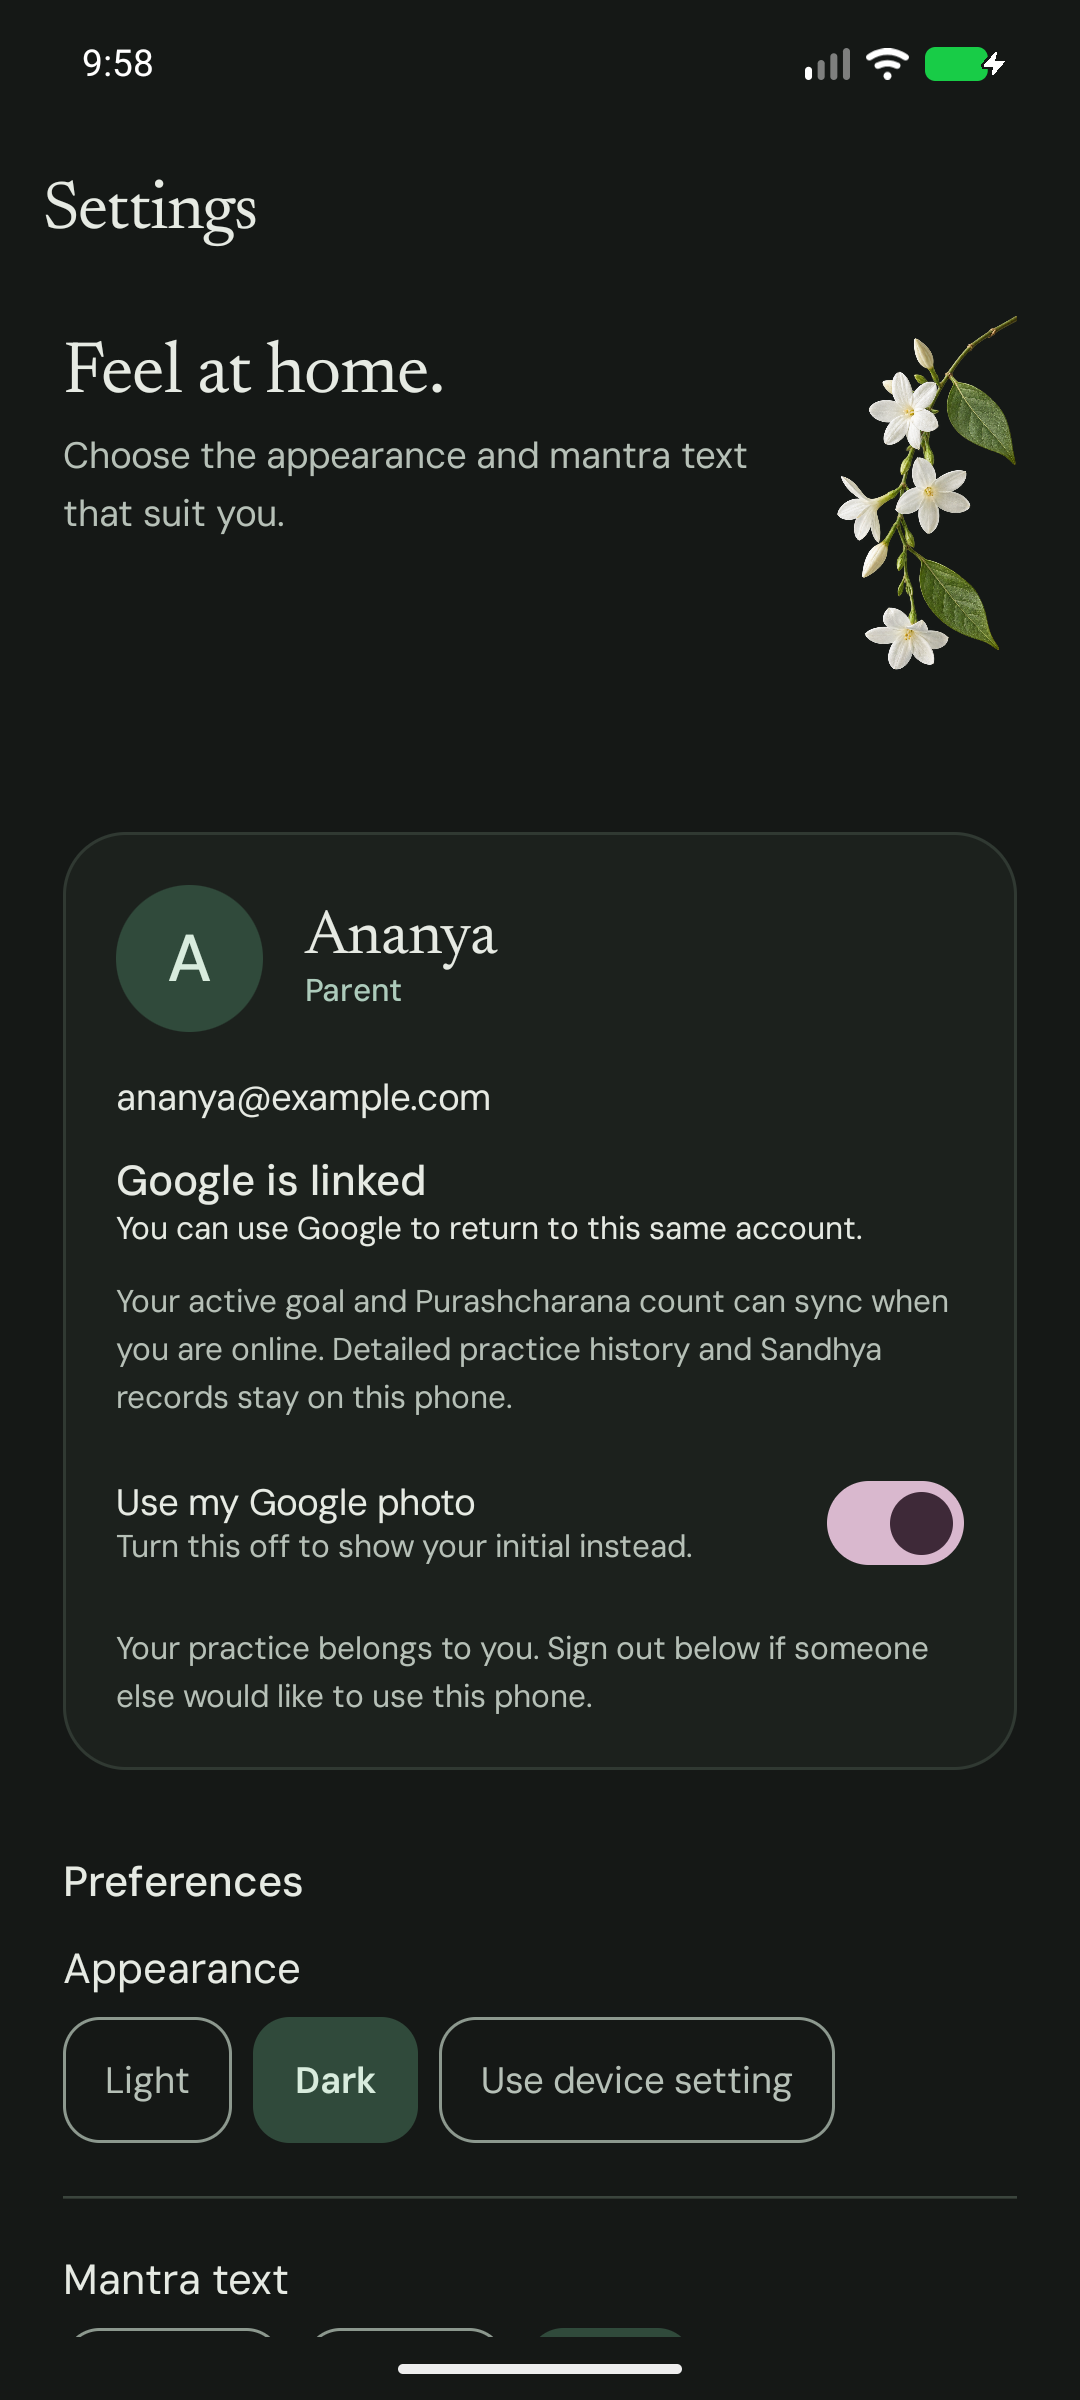 9:58
Settings
Feel at home.
Choose the appearance and mantra text
that suit you.
A
Ananya
Parent
ananya@example.com
Google is linked
You can use Google to return to this same account.
Your active goal and Purashcharana count can sync when
you are online. Detailed practice history and Sandhya
records stay on this phone.
Use my Google photo
Turn this off to show your initial instead.
Your practice belongs to you. Sign out below if someone
else would like to use this phone.
Preferences
Appearance
Light
Dark
Use device setting
Mantra text